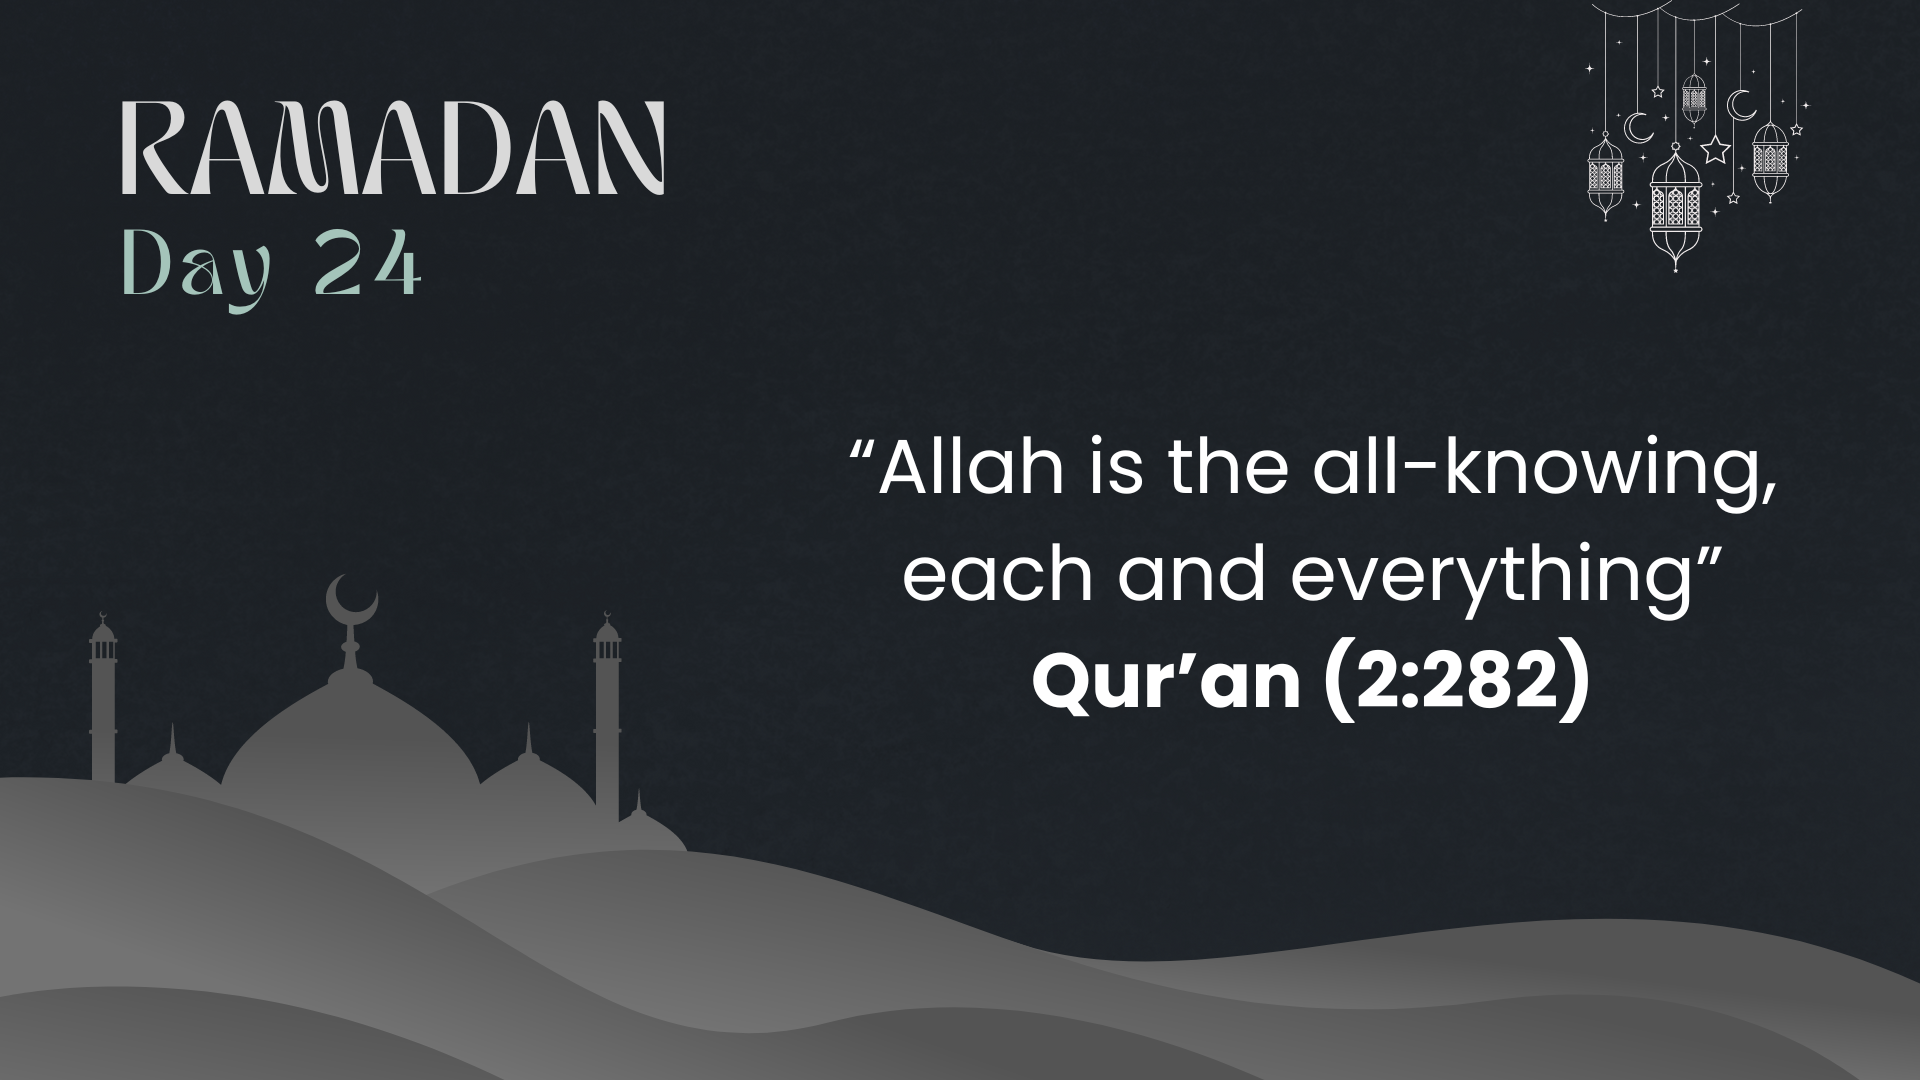 RAMADAN
Day 24
“Allah is the all-knowing,
each and everything”
Qur’an (2:282)